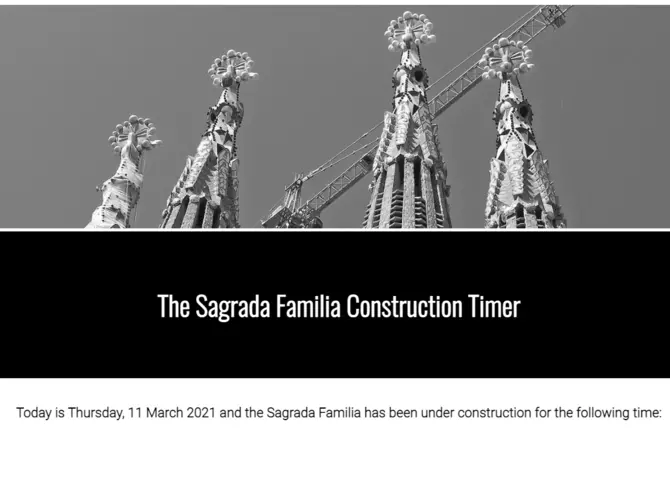 The Sagrada Familia Construction Timer
Today is Thursday, 11 March 2021 and the Sagrada Familia has been under construction for the following time: